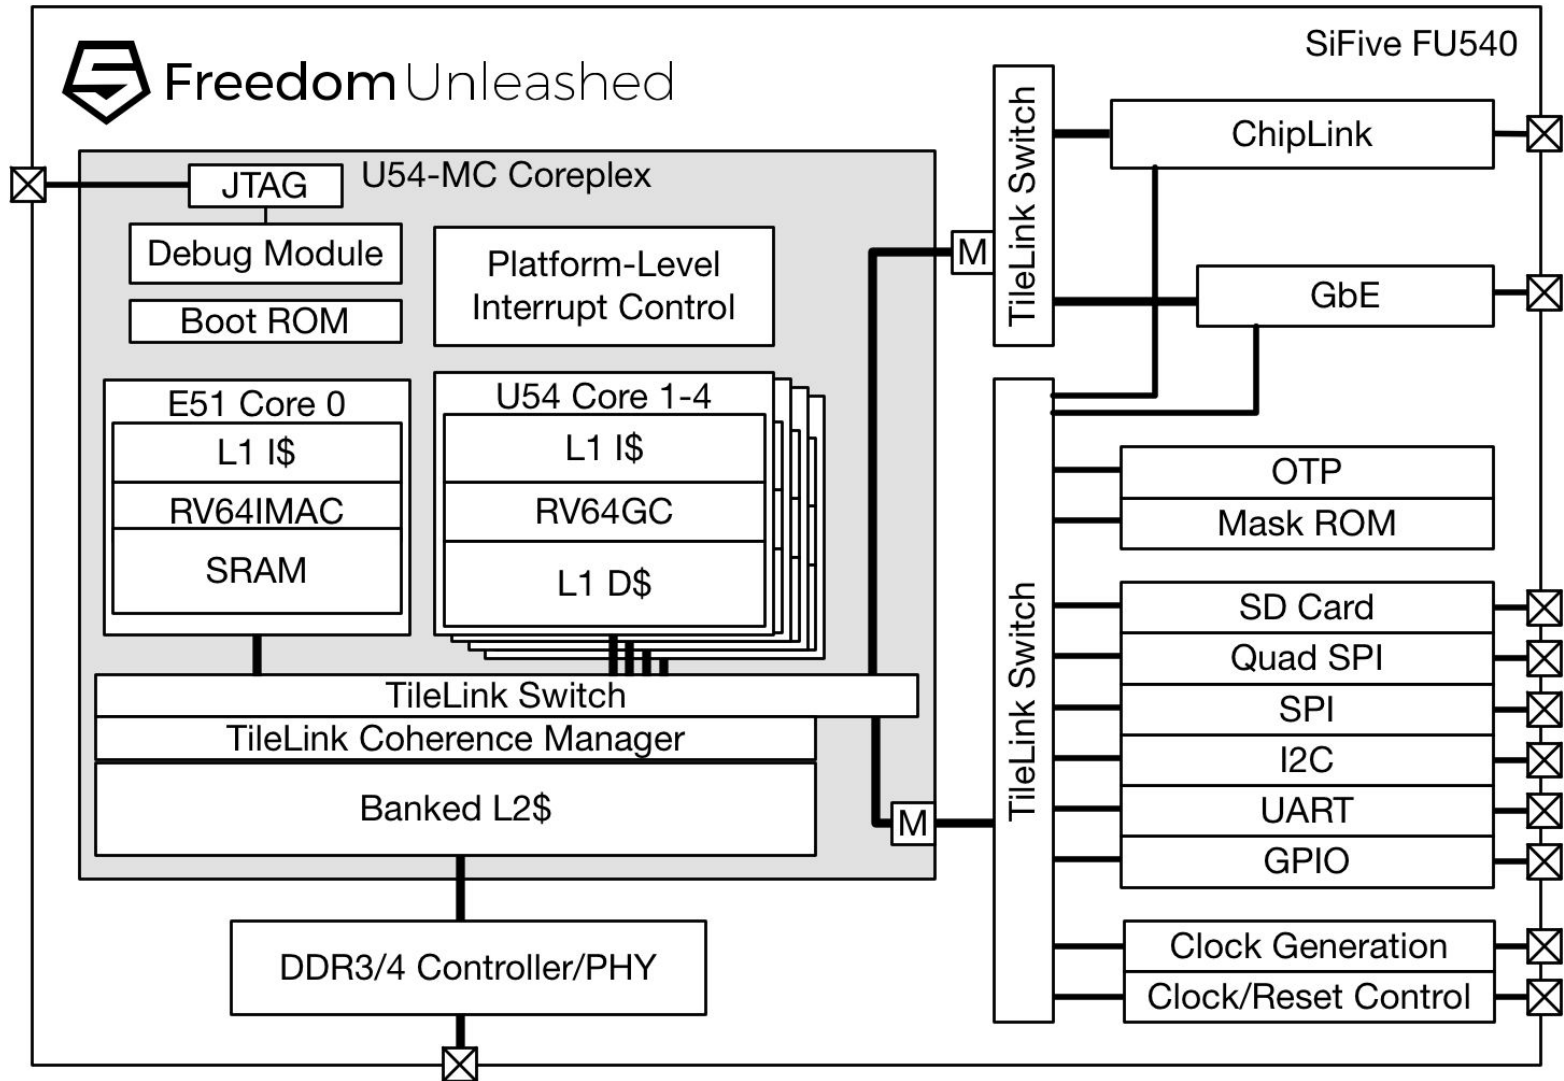 SiFive FU540
Freedom Unleashed
U54-MC Coreplex
JTAG
Debug Module
Boot ROM
Platform-Level
Interrupt Control
E51 Core 0
L1 I$
RV64IMAC
SRAM
U54 Core 1-4
L1 I$
RV64GC
L1 D$
TileLink Switch
TileLink Coherence Manager
Banked L2$
DDR3/4 Controller/PHY
M
M
TileLink Switch
TileLink Switch
ChipLink
GbE
OTP
Mask ROM
SD Card
Quad SPI
SPI
I2C
UART
GPIO
Clock Generation
Clock/Reset Control